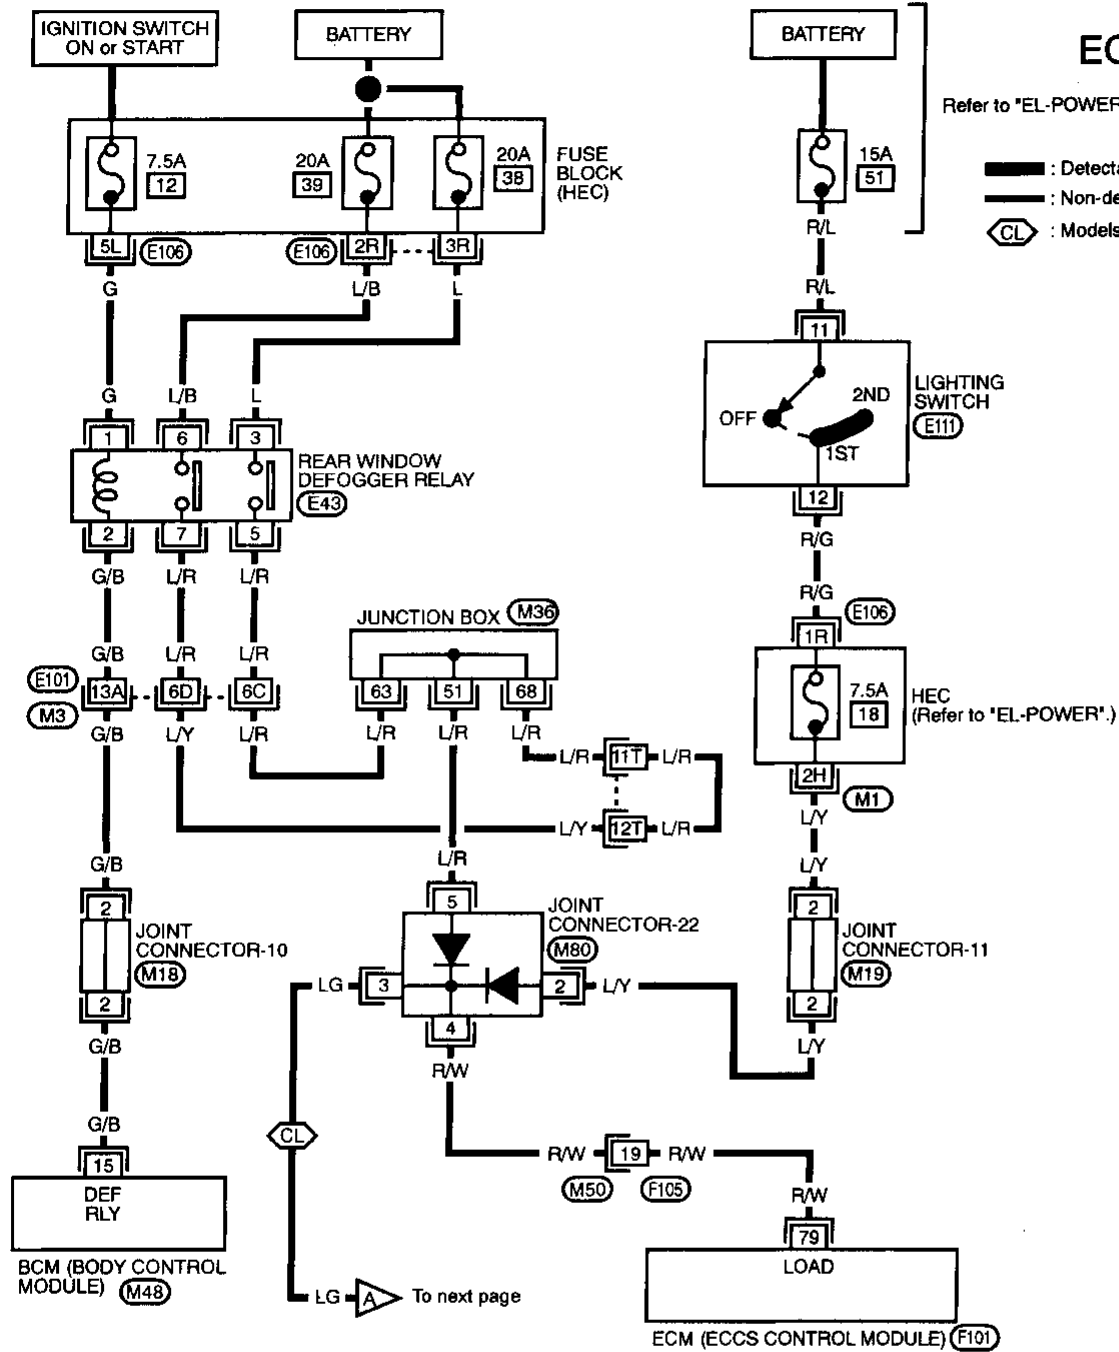 IGNITION SWITCH
ON or START
BATTERY
BATTERY
Refer to "EL-POWER
7.5A
12
20A
39
20A
38
FUSE
BLOCK
(HEC)
15A
51
: Models
CL
5L
E106
E106
2R
3R
R/L
G
L/B
L
R/L
11
G
L/B
L
OFF
2ND
1ST
LIGHTING
SWITCH
E111
1
6
3
REAR WINDOW
DEFOGGER RELAY
E43
12
2
7
5
R/G
G/B
L/R
L/R
R/G
JUNCTION BOX
M36
E106
1R
G/B
L/R
L/R
E101
13A
6D
6C
63
51
68
7.5A
18
HEC
(Refer to "EL-POWER".)
M3
G/B
L/Y
L/R
L/R
L/R
L/R
L/R
11T
L/R
2H
M1
L/Y
L/Y
12T
L/R
G/B
L/R
L/Y
2
5
2
JOINT
CONNECTOR-10
M18
JOINT
CONNECTOR-22
M80
JOINT
CONNECTOR-11
M19
LG
3
2
L/Y
2
2
4
G/B
R/W
L/Y
G/B
CL
15
R/W
19
R/W
M50
F105
DEF
RLY
R/W
79
LOAD
BCM (BODY CONTROL
MODULE)
M48
LG
A
To next page
ECM (ECCS CONTROL MODULE)
F101